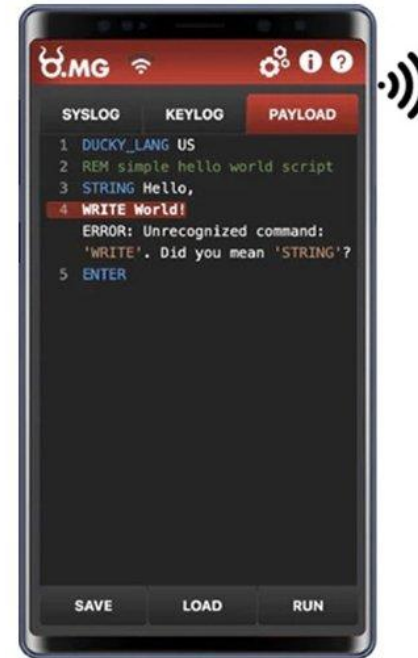 O.MG
SYSLOG KEYLOG PAYLOAD
1 DUCKY_LANG US
2 REM simple hello world script
3 STRING Hello,
4 WRITE World!
ERROR: Unrecognized command:
'WRITE'. Did you mean 'STRING'?
5 ENTER
SAVE LOAD RUN